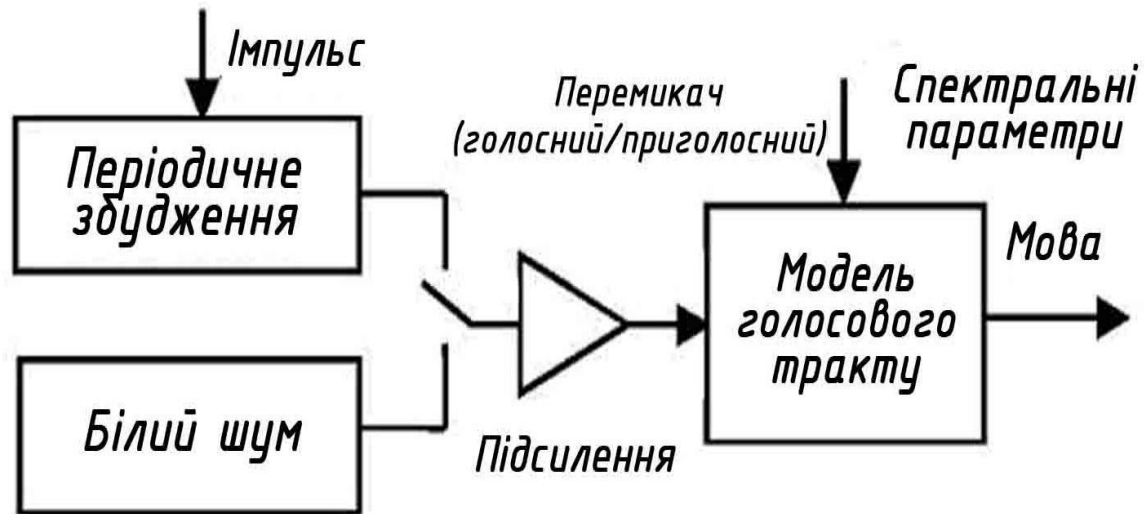 Імпульс
Періодичне
збудження
Перемикач
(голосний/приголосний)
Спектральні
параметри
Білий шум
Підсилення
Модель
голосового
тракту
Мова